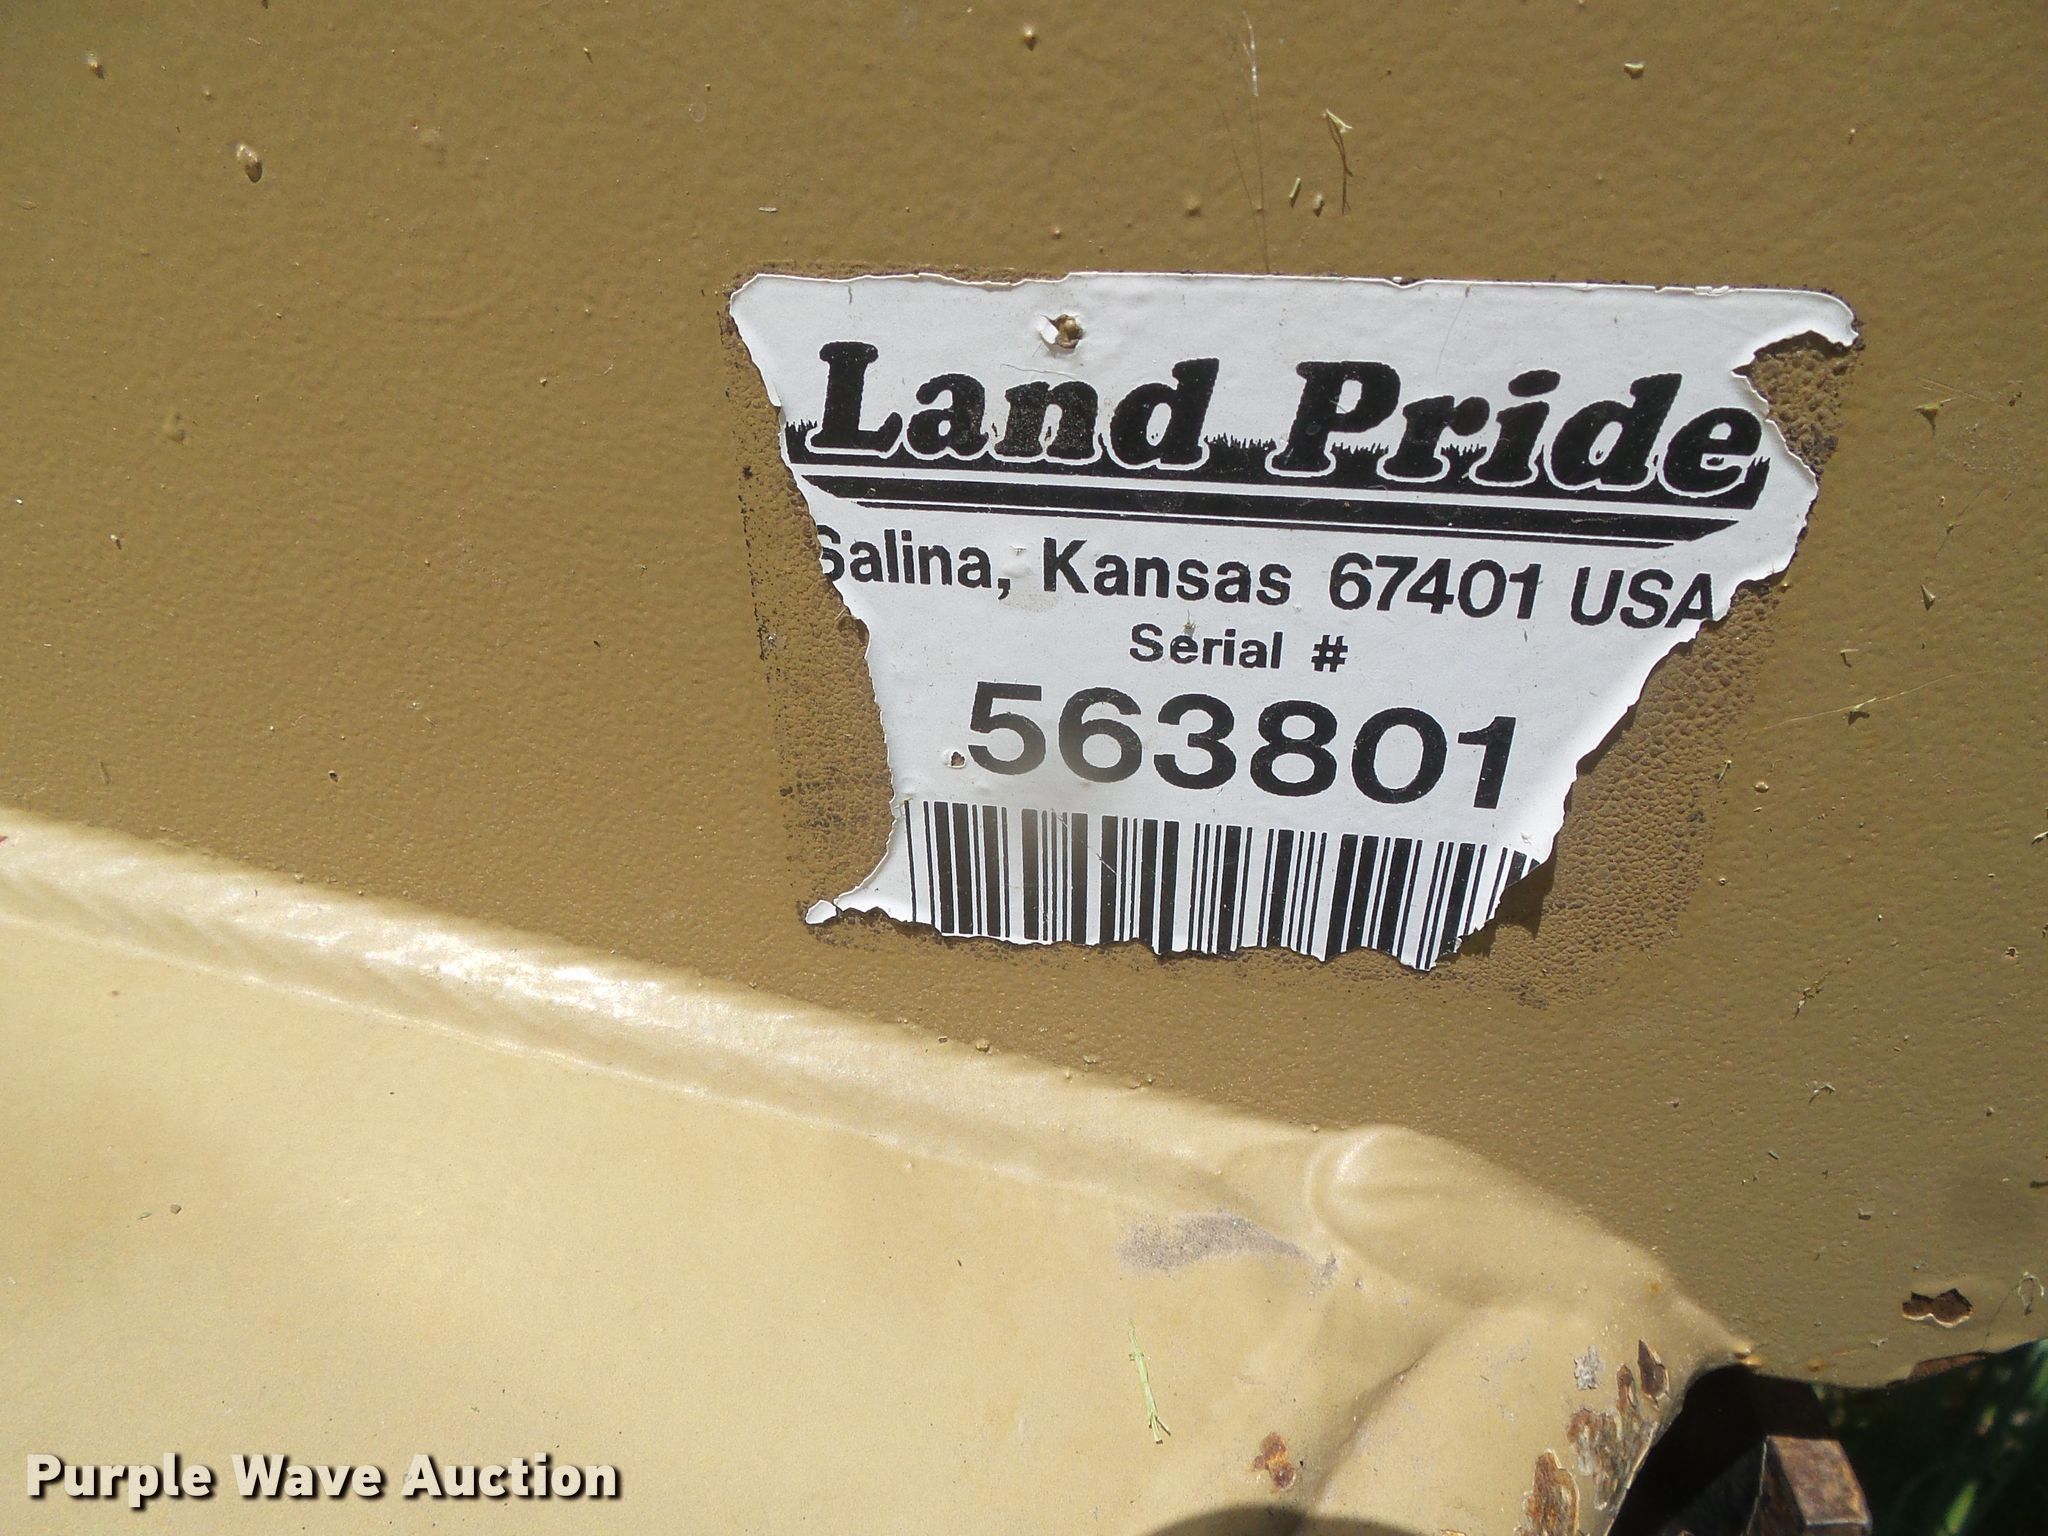 Land Pride
Salina, Kansas 67401 USA
Serial #
563801
Purple Wave Auction